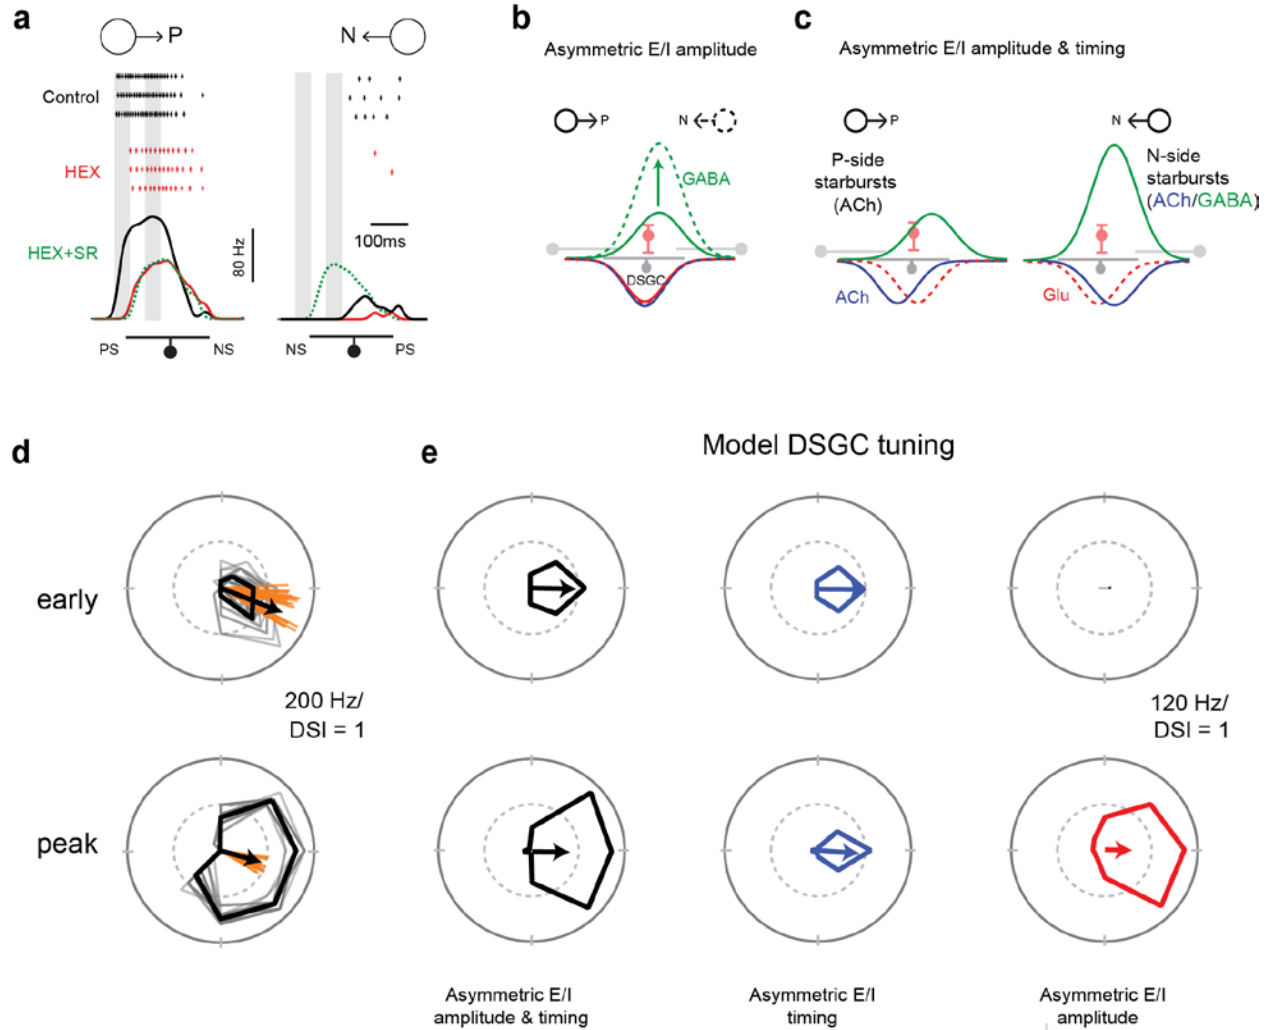 a
P
N
Control
HEX
HEX+SR
80 Hz
100ms
PS
NS
NS
PS
b
Asymmetric E/I amplitude
P
N
GABA
DSGC
c
Asymmetric E/I amplitude & timing
P
N
P-side
starbursts
(ACh)
N-side
starbursts
(ACh/GABA)
ACh
Glu
d
e
Model DSGC tuning
early
200 Hz/
DSI = 1
120 Hz/
DSI = 1
peak
Asymmetric E/I
amplitude & timing
Asymmetric E/I
timing
Asymmetric E/I
amplitude